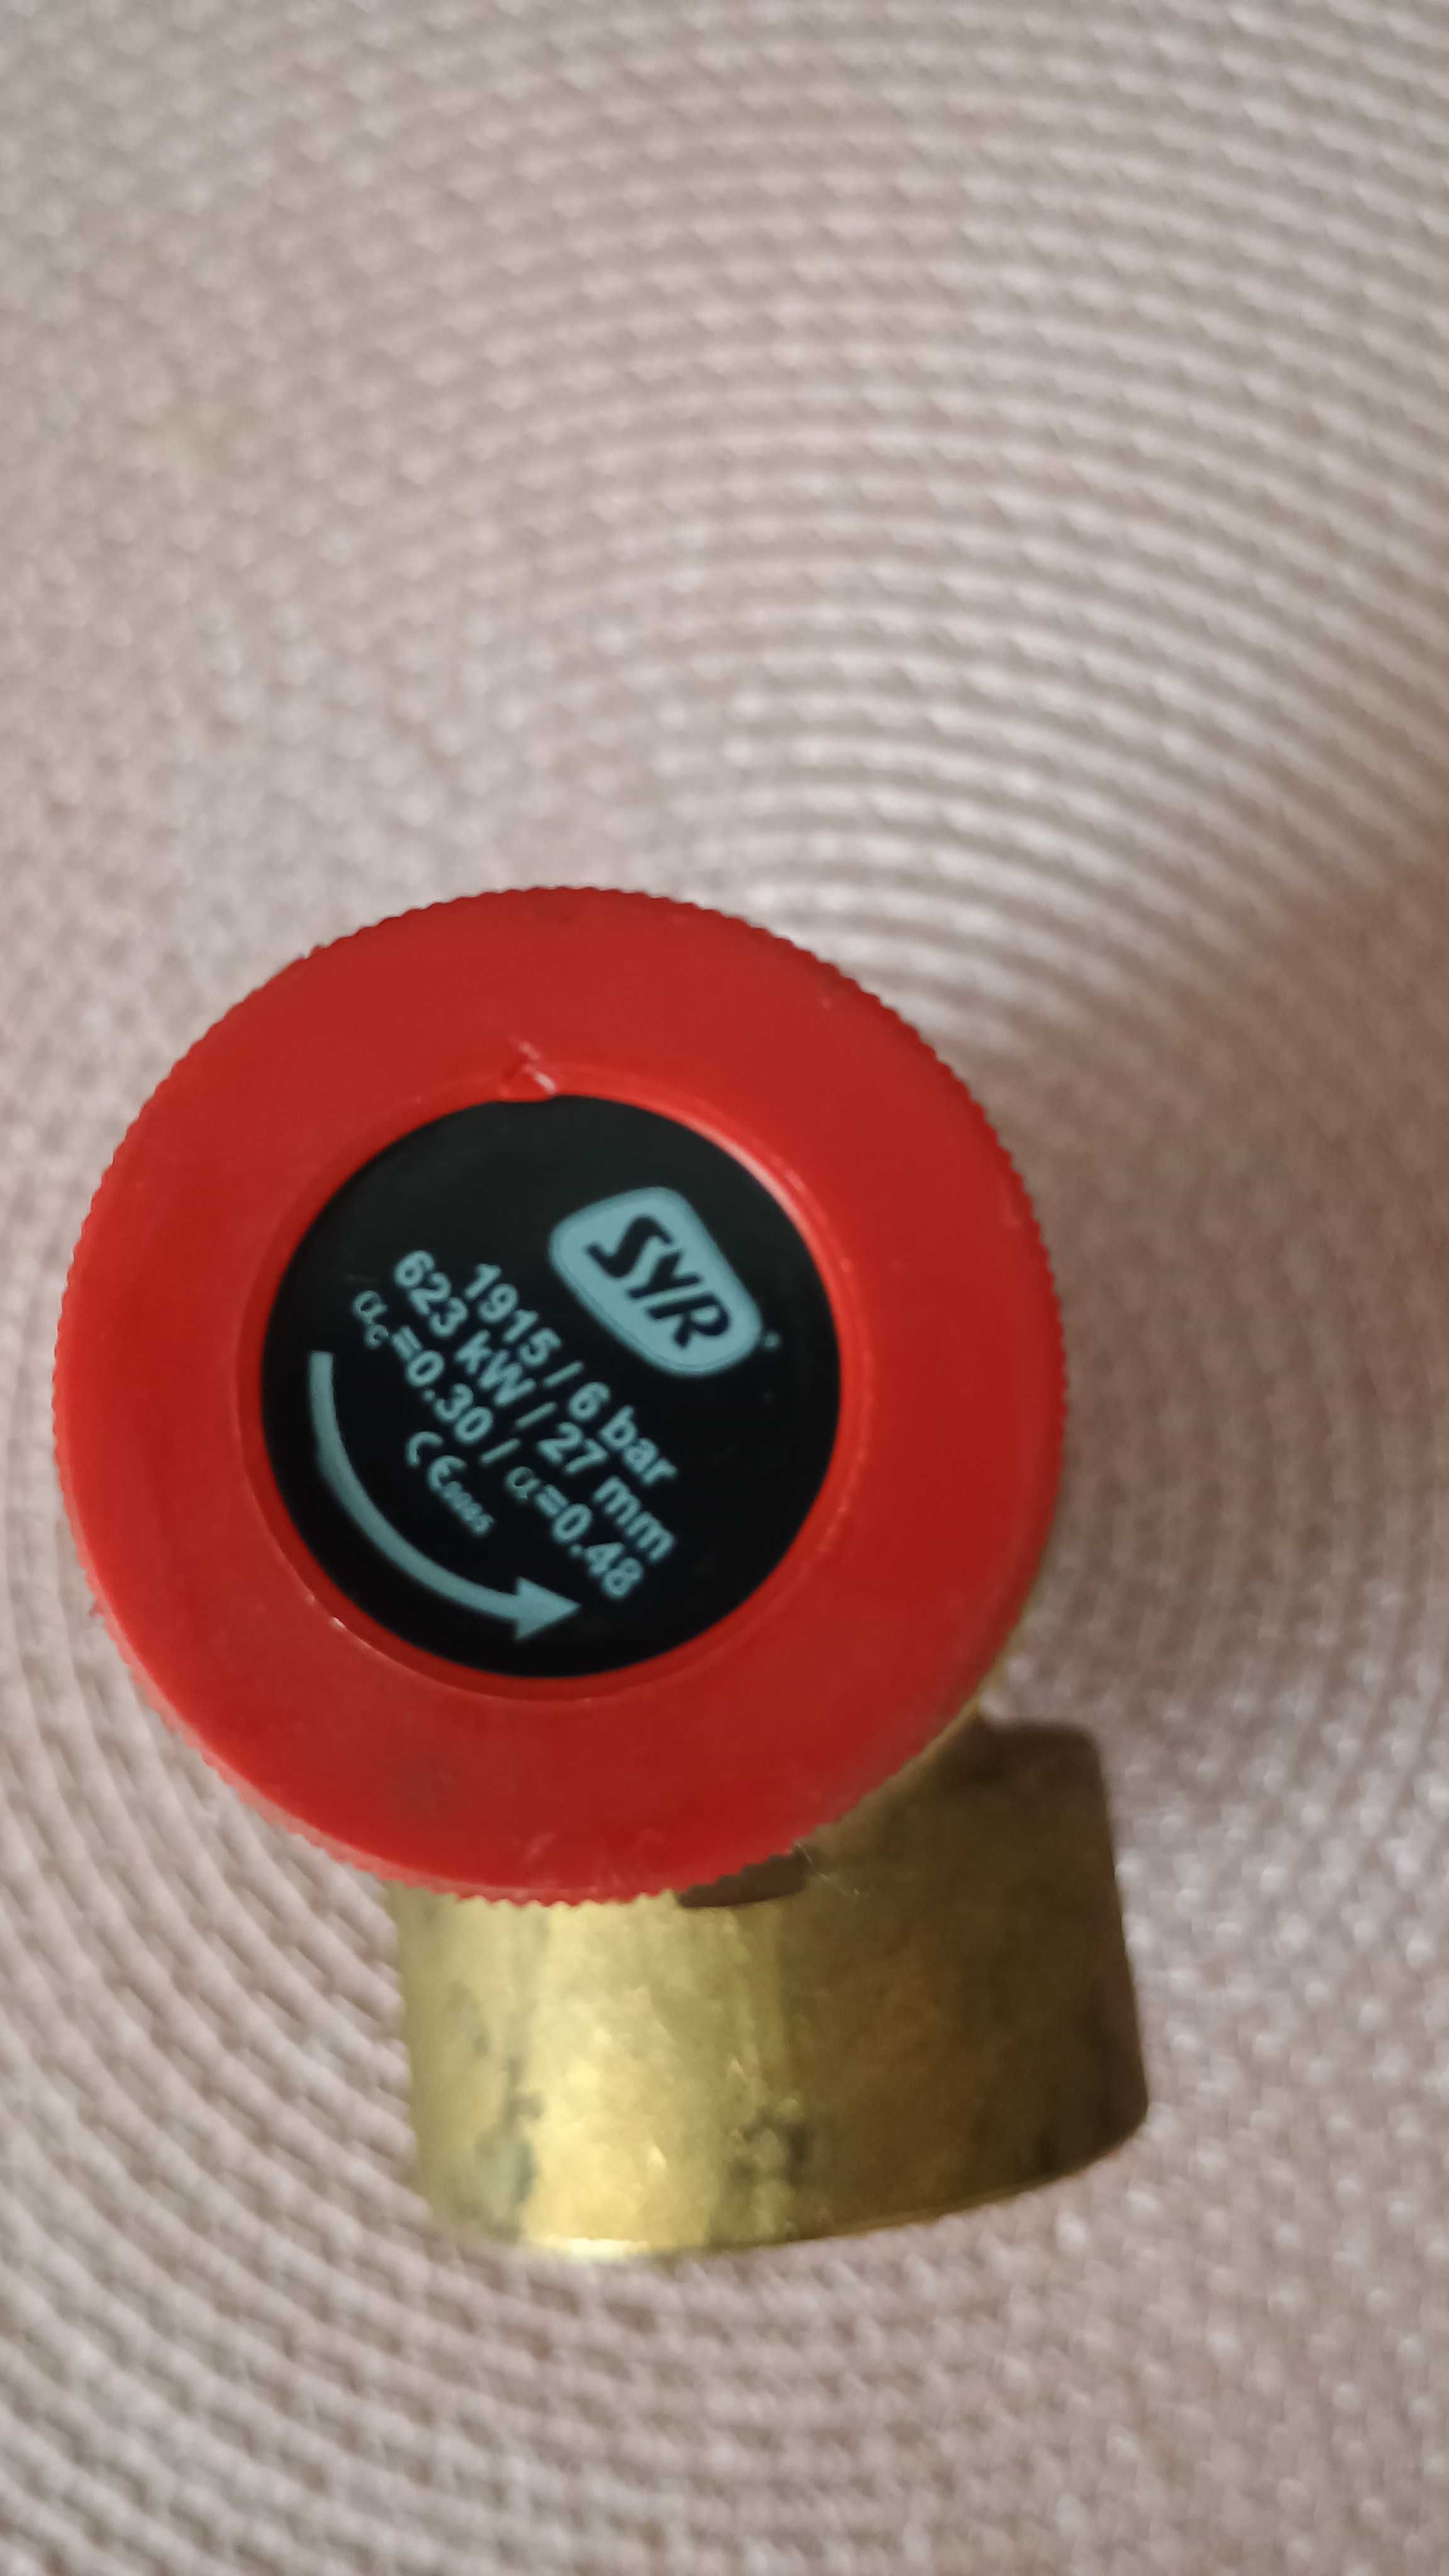 SYR
1915 / 6 bar
623 kW / 27 mm
αc=0.30 / α=0.48
CE0085